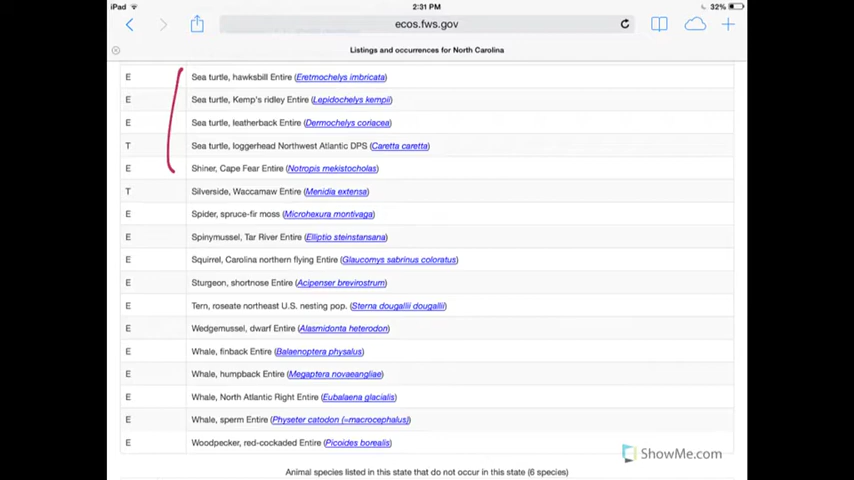 iPad
2:31 PM
32%
ecos.fws.gov
Listings and occurrences for North Carolina
E Sea turtle, hawksbill Entire (Eretmochelys imbricata)
E Sea turtle, Kemp's ridley Entire (Lepidochelys kempii)
E Sea turtle, leatherback Entire (Dermochelys coriacea)
T Sea turtle, loggerhead Northwest Atlantic DPS (Caretta caretta)
E Shiner, Cape Fear Entire (Notropis mekistocholas)
T Silverside, Waccamaw Entire (Menidia extensa)
E Spider, spruce-fir moss (Microhexura montivaga)
E Spinymussel, Tar River Entire (Elliptio steinstansana)
E Squirrel, Carolina northern flying Entire (Glaucomys sabrinus coloratus)
E Sturgeon, shortnose Entire (Acipenser brevirostrum)
E Tern, roseate northeast U.S. nesting pop. (Sterna dougallii dougallii)
E Wedgemussel, dwarf Entire (Alasmidonta heterodon)
E Whale, finback Entire (Balaenoptera physalus)
E Whale, humpback Entire (Megaptera novaeangliae)
E Whale, North Atlantic Right Entire (Eubalaena glacialis)
E Whale, sperm Entire (Physeter catodon (=macrocephalus))
E Woodpecker, red-cockaded Entire (Picoides borealis)
ShowMe.com
Animal species listed in this state that do not occur in this state (6 species)